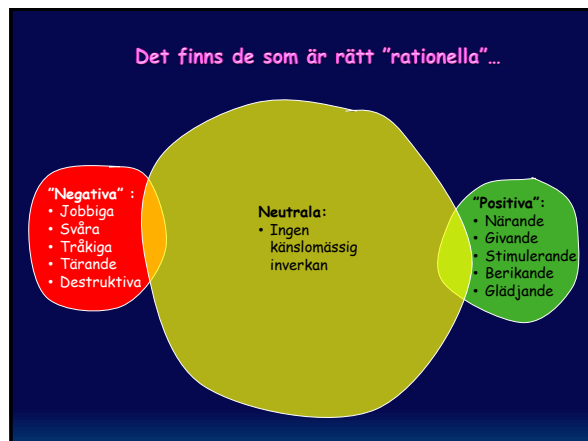 Det finns de som är rätt ”rationella”…
”Negativa” :
• Jobbiga
• Svåra
• Tråkiga
• Tärande
• Destruktiva
Neutrala:
• Ingen
känslomässig
inverkan
”Positiva”:
• Närande
• Givande
• Stimulerande
• Berikande
• Glädjande